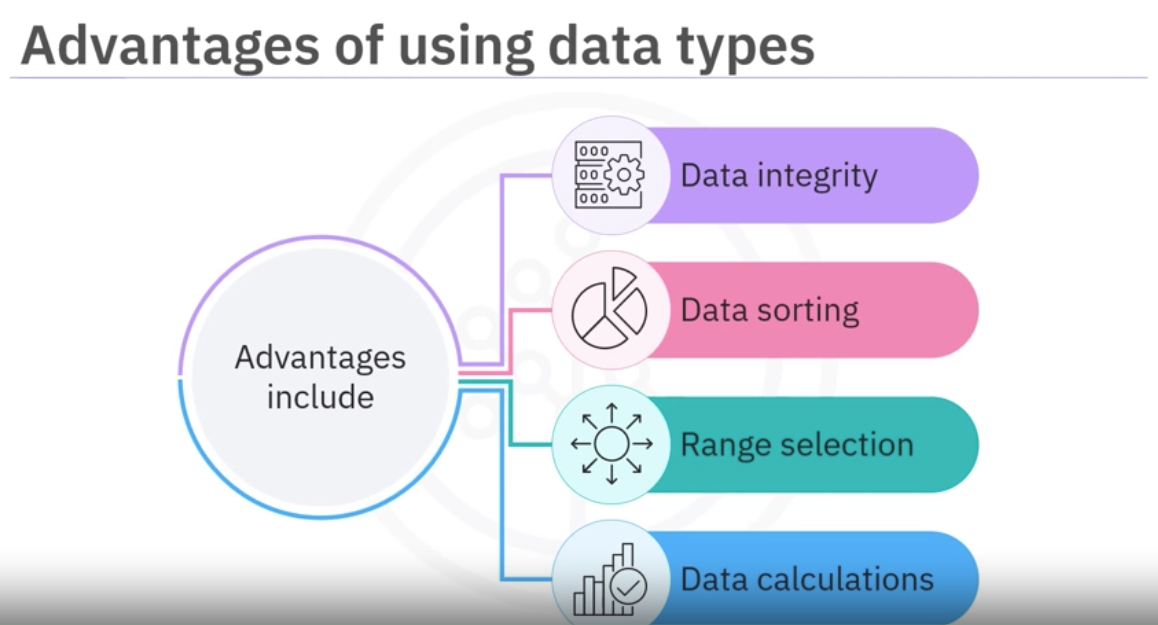 Advantages of using data types
Advantages
include
Data integrity
Data sorting
Range selection
Data calculations